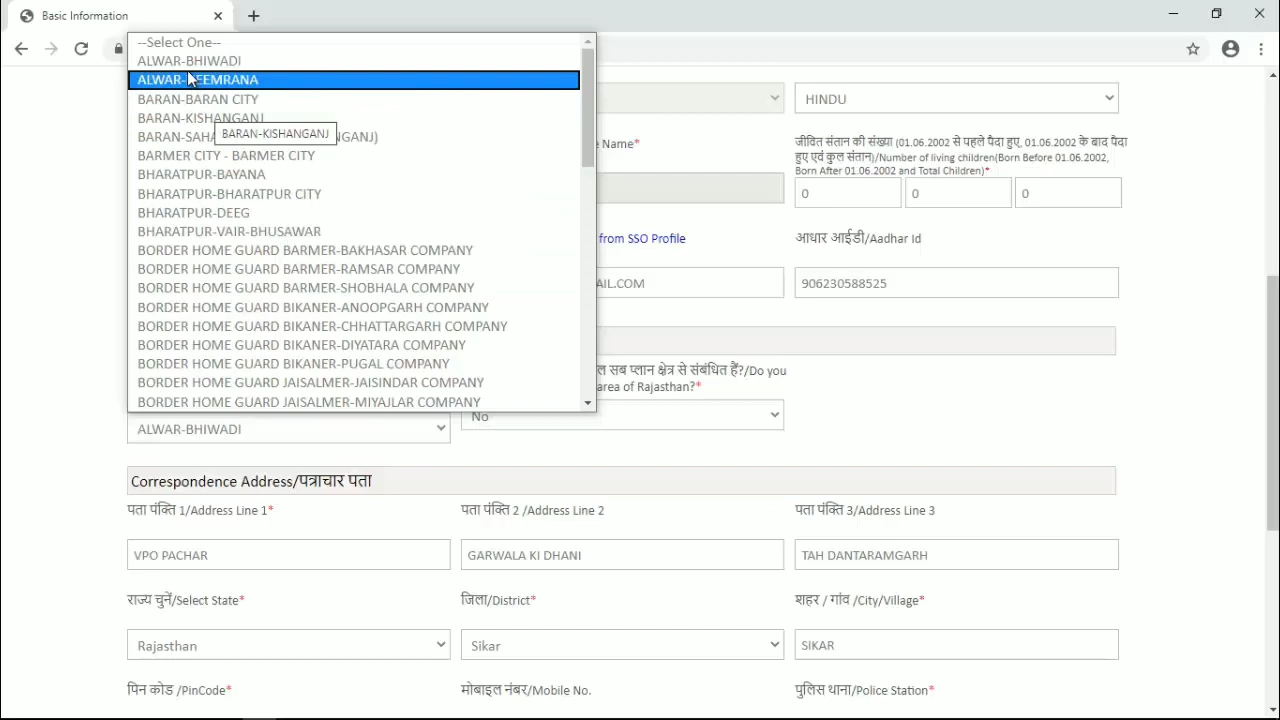 Basic Information
--Select One--
ALWAR-BHIWADI
BARAN-BARAN CITY
BARAN-KISHANGANJ
BARAN-KISHANGANJ
BARMER CITY - BARMER CITY
BHARATPUR-BAYANA
BHARATPUR-BHARATPUR CITY
BHARATPUR-DEEG
BHARATPUR-VAIR-BHUSAWAR
BORDER HOME GUARD BARMER-BAKHASAR COMPANY
BORDER HOME GUARD BARMER-RAMSAR COMPANY
BORDER HOME GUARD BARMER-SHOBHALA COMPANY
BORDER HOME GUARD BIKANER-ANOOPGARH COMPANY
BORDER HOME GUARD BIKANER-CHHATTARGARH COMPANY
BORDER HOME GUARD BIKANER-DIYATARA COMPANY
BORDER HOME GUARD BIKANER-PUGAL COMPANY
BORDER HOME GUARD JAISALMER-JAISINDAR COMPANY
BORDER HOME GUARD JAISALMER-MIYAJLAR COMPANY
HINDU
Name*
जीवित संतान की संख्या (01.06.2002 से पहले पैदा हुए, 01.06.2002 के बाद पैदा
हुए एवं कुल संतान)/Number of living children(Born Before 01.06.2002,
Born After 01.06.2002 and Total Children)*
0 0 0
from SSO Profile
आधार आईडी/Aadhar Id
906230588525
सब प्लान क्षेत्र से संबंधित हैं?/Do you
area of Rajasthan?*
ALWAR-BHIWADI
No
Correspondence Address/पत्राचार पता
पता पंक्ति 1/Address Line 1*
पता पंक्ति 2 /Address Line 2
पता पंक्ति 3/Address Line 3
VPO PACHAR
GARWALA KI DHANI
TAH DANTARAMGARH
राज्य चुनें/Select State*
जिला/District*
शहर / गांव /City/Village*
Rajasthan
Sikar
SIKAR
पिन कोड /PinCode*
मोबाइल नंबर/Mobile No.
पुलिस थाना/Police Station*